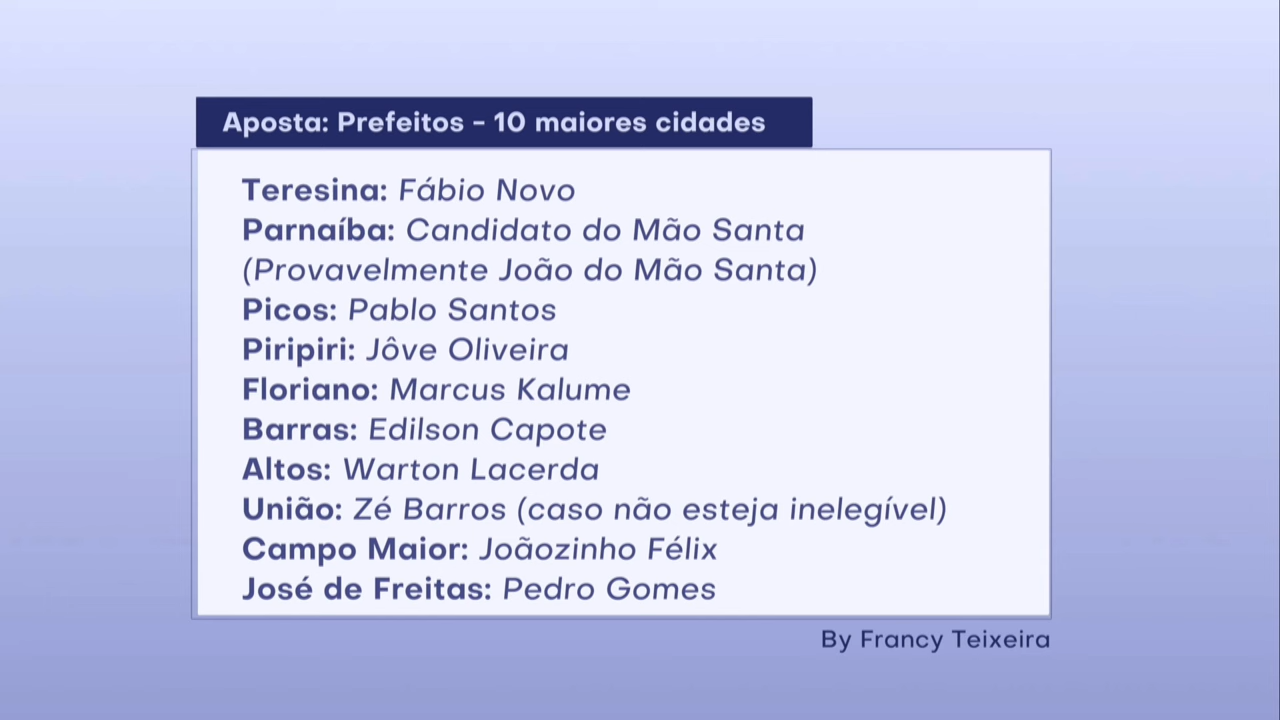 Aposta: Prefeitos - 10 maiores cidades
Teresina: Fábio Novo
Parnaíba: Candidato do Mão Santa
(Provavelmente João do Mão Santa)
Picos: Pablo Santos
Piripiri: Jôve Oliveira
Floriano: Marcus Kalume
Barras: Edilson Capote
Altos: Warton Lacerda
União: Zé Barros (caso não esteja inelegível)
Campo Maior: Joãozinho Félix
José de Freitas: Pedro Gomes
By Francy Teixeira